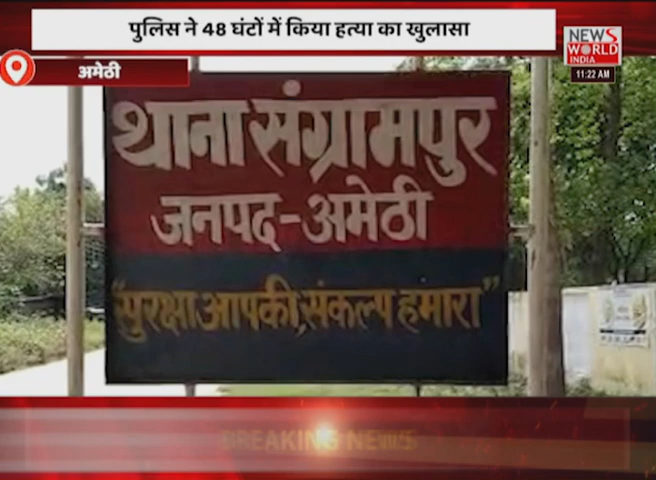 पुलिस ने 48 घंटों में किया हत्या का खुलासा
NEWS
WORLD
INDIA
11:22 AM
अमेठी
थाना संग्रामपुर
जनपद-अमेठी
"सुरक्षा आपकी, संकल्प हमारा"
BREAKING NEWS